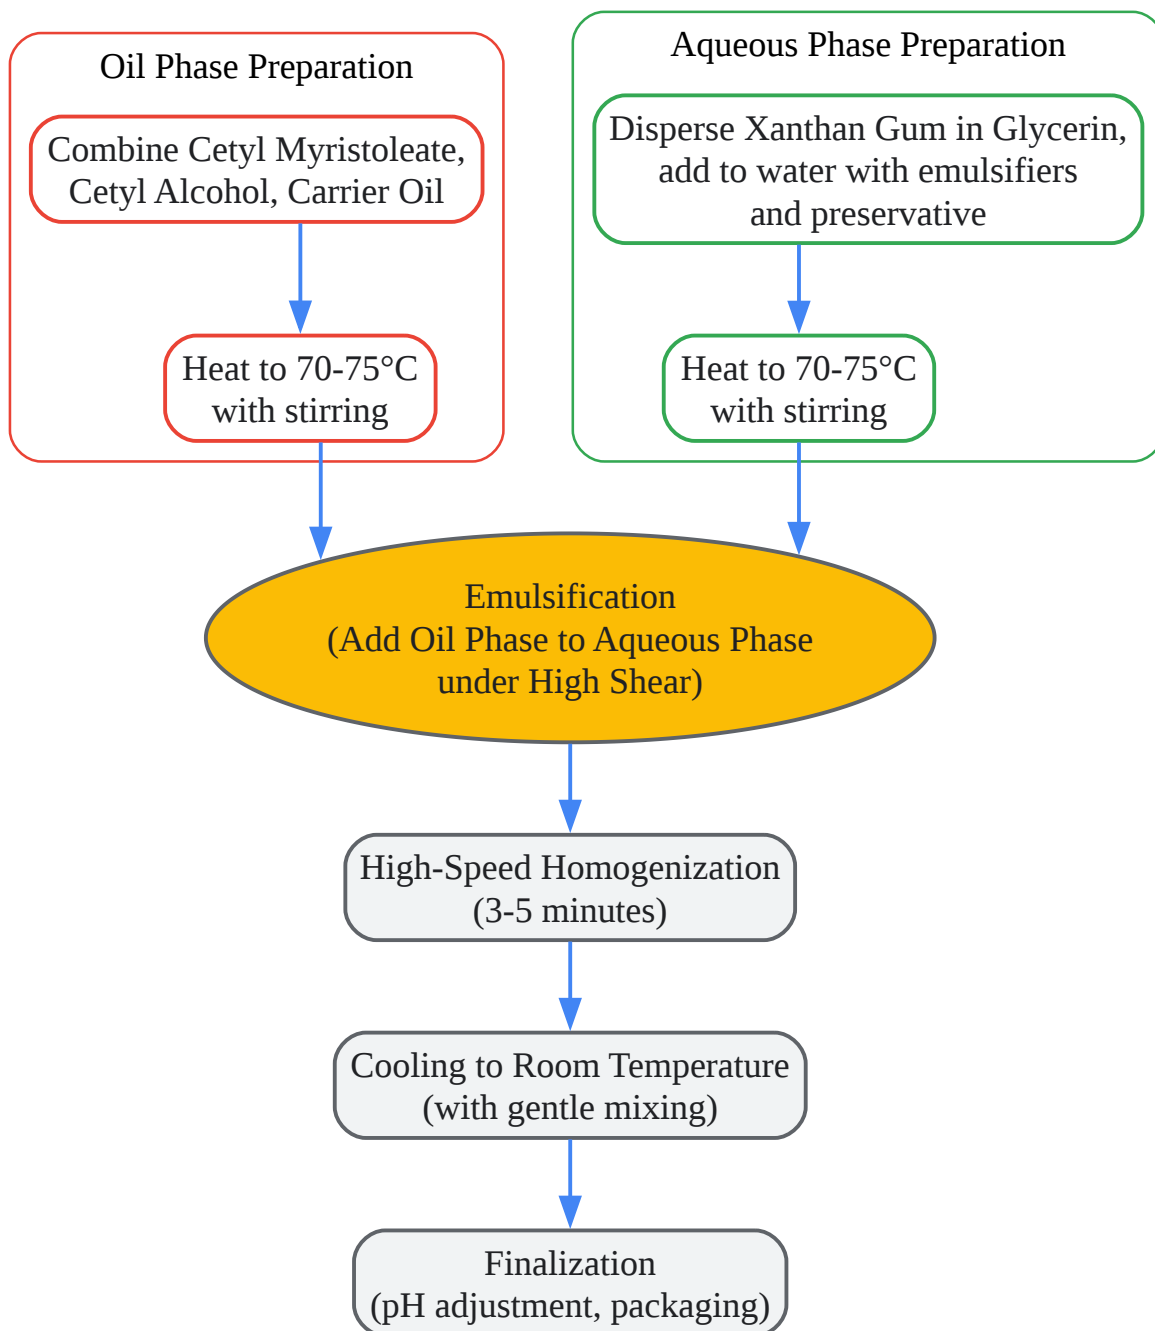 Oil Phase Preparation
Combine Cetyl Myristoleate,
Cetyl Alcohol, Carrier Oil
Heat to 70-75°C
with stirring
Aqueous Phase Preparation
Disperse Xanthan Gum in Glycerin,
add to water with emulsifiers
and preservative
Heat to 70-75°C
with stirring
Emulsification
(Add Oil Phase to Aqueous Phase
under High Shear)
High-Speed Homogenization
(3-5 minutes)
Cooling to Room Temperature
(with gentle mixing)
Finalization
(pH adjustment, packaging)